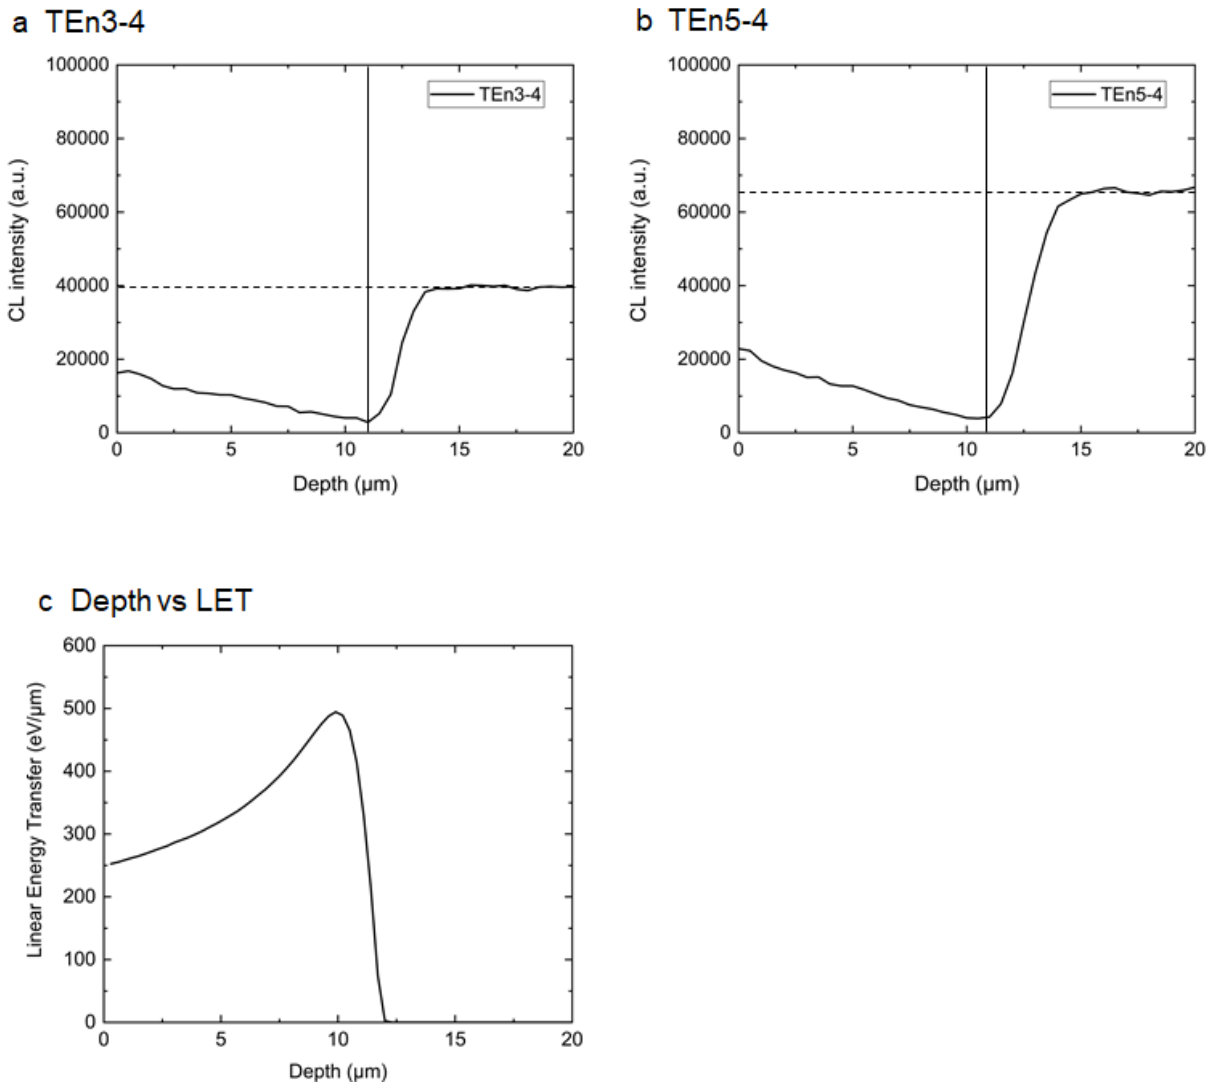 a TEn3-4
100000
80000
60000
40000
20000
0
CL intensity (a.u.)
TEn3-4
0 5 10 15 20
Depth (µm)
b TEn5-4
100000
80000
60000
40000
20000
0
CL intensity (a.u.)
TEn5-4
0 5 10 15 20
Depth (µm)
c Depth vs LET
600
500
400
300
200
100
0
Linear Energy Transfer (eV/µm)
0 5 10 15 20
Depth (µm)